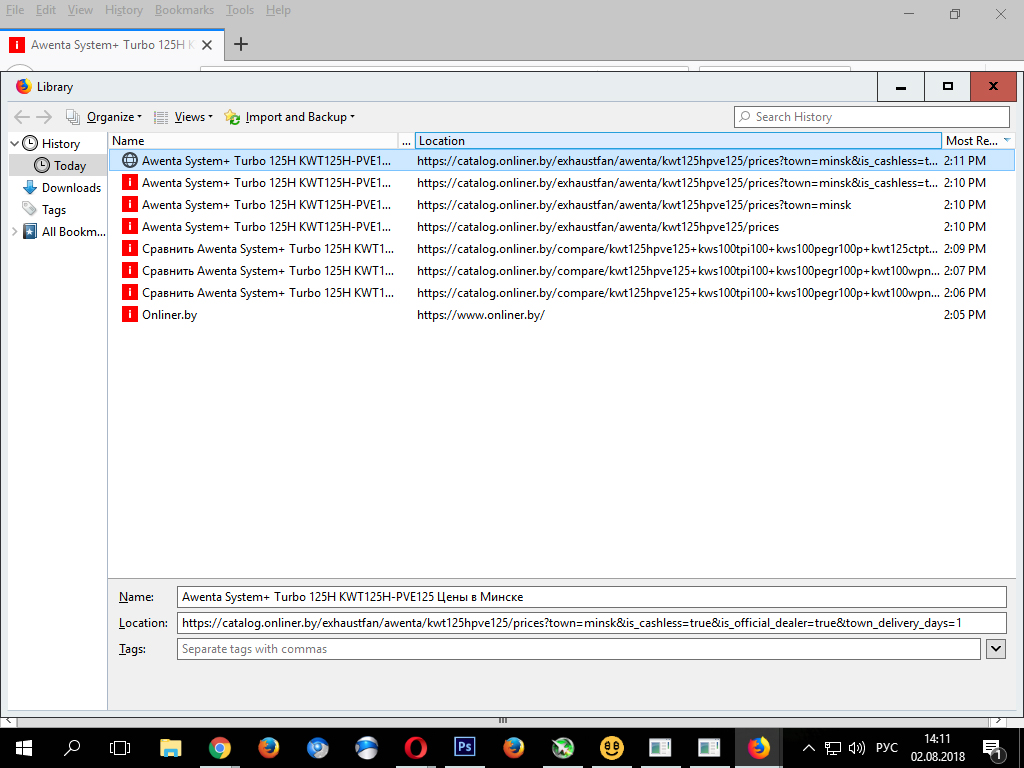 File Edit View History Bookmarks Tools Help
Awenta System+ Turbo 125H K
Library
Organize Views Import and Backup Search History
Name ... Location Most Re...
History
Today
Downloads
Tags
All Bookm...
Awenta System+ Turbo 125H KWT125H-PVE1... https://catalog.onliner.by/exhaustfan/awenta/kwt125hpve125/prices?town=minsk&is_cashless=t... 2:11 PM
Awenta System+ Turbo 125H KWT125H-PVE1... https://catalog.onliner.by/exhaustfan/awenta/kwt125hpve125/prices?town=minsk&is_cashless=t... 2:10 PM
Awenta System+ Turbo 125H KWT125H-PVE1... https://catalog.onliner.by/exhaustfan/awenta/kwt125hpve125/prices?town=minsk 2:10 PM
Awenta System+ Turbo 125H KWT125H-PVE1... https://catalog.onliner.by/exhaustfan/awenta/kwt125hpve125/prices 2:10 PM
Сравнить Awenta System+ Turbo 125H KWT1... https://catalog.onliner.by/compare/kwt125hpve125+kws100tpi100+kws100pegr100p+kwt125ctpt... 2:09 PM
Сравнить Awenta System+ Turbo 125H KWT1... https://catalog.onliner.by/compare/kwt125hpve125+kws100tpi100+kws100pegr100p+kwt100wpn... 2:07 PM
Сравнить Awenta System+ Turbo 125H KWT1... https://catalog.onliner.by/compare/kwt125hpve125+kws100tpi100+kws100pegr100p+kwt100wpn... 2:06 PM
Onliner.by https://www.onliner.by/ 2:05 PM
Name: Awenta System+ Turbo 125H KWT125H-PVE125 Цены в Минске
Location: https://catalog.onliner.by/exhaustfan/awenta/kwt125hpve125/prices?town=minsk&is_cashless=true&is_official_dealer=true&town_delivery_days=1
Tags: Separate tags with commas
Ps
РУС
14:11
02.08.2018
1